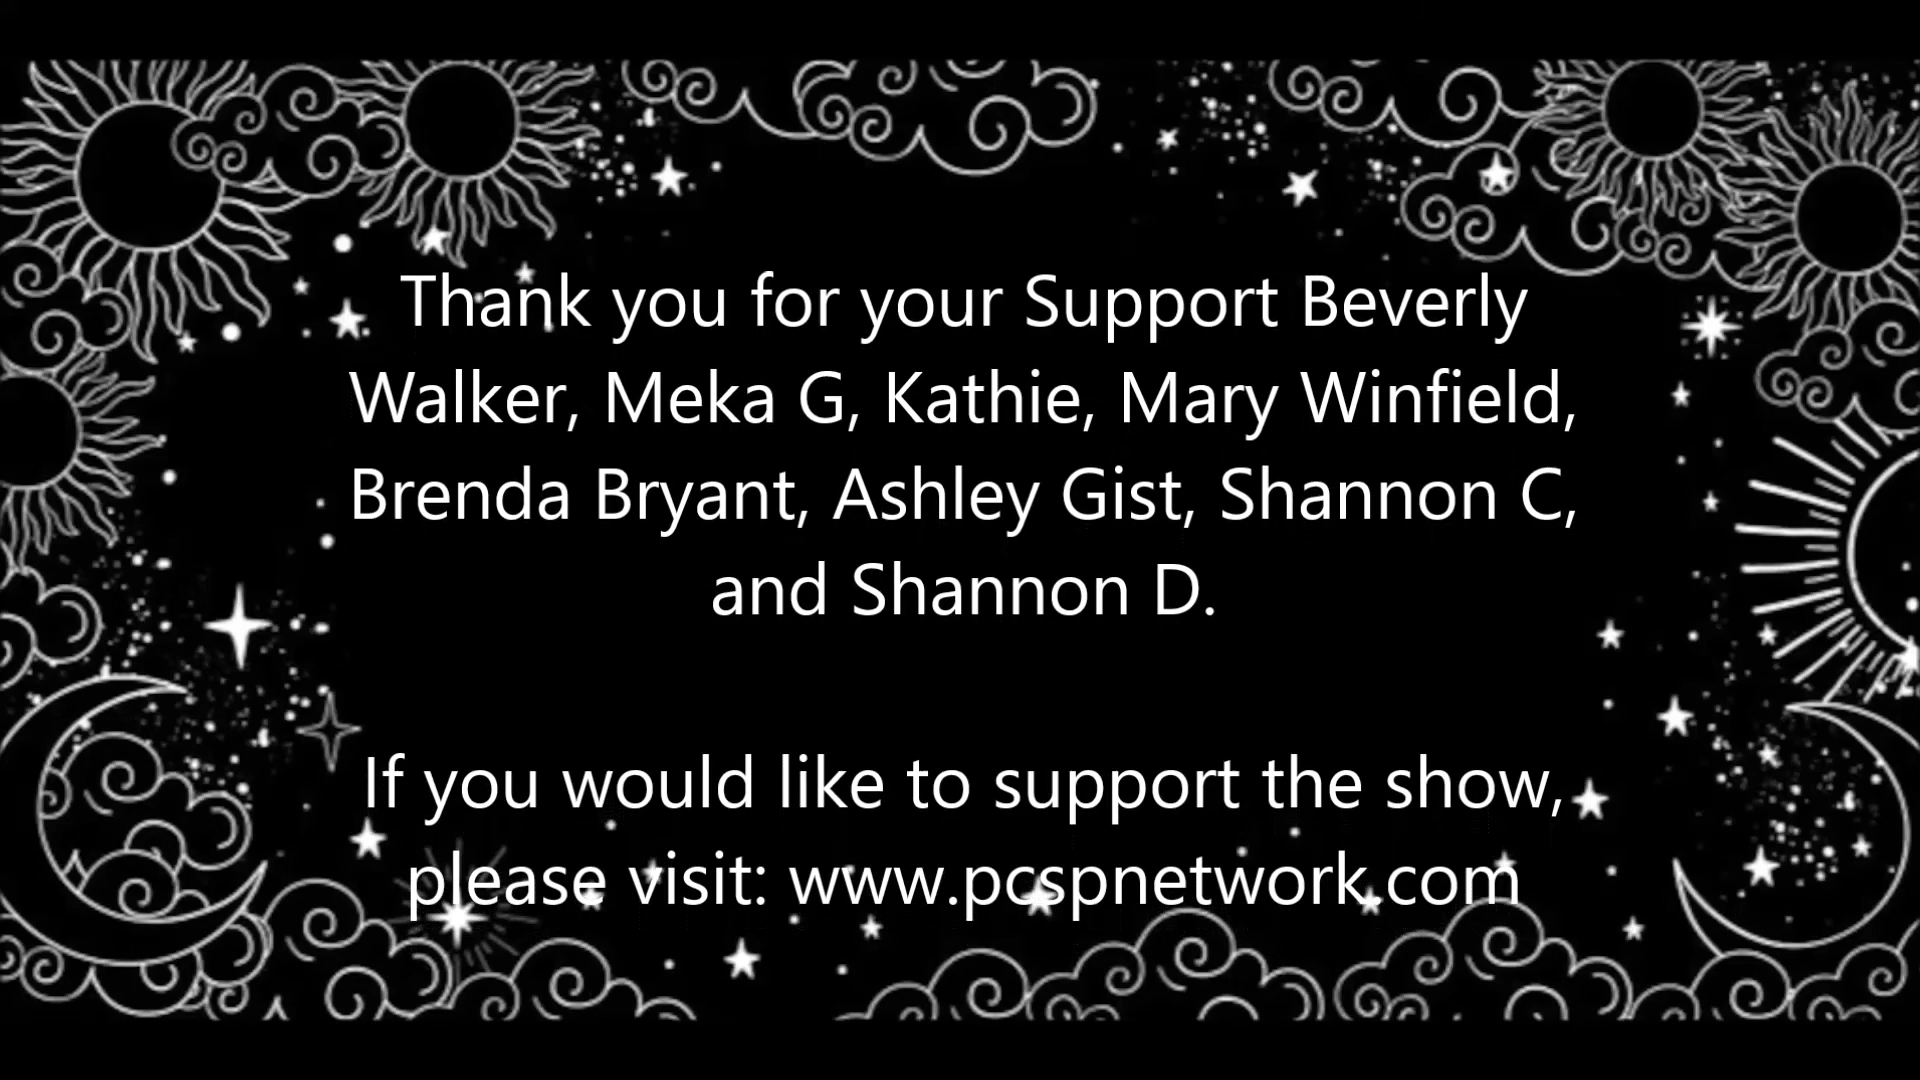 Thank you for your Support Beverly
Walker, Meka G, Kathie, Mary Winfield,
Brenda Bryant, Ashley Gist, Shannon C,
and Shannon D.
If you would like to support the show,
please visit: www.pcspnetwork.com